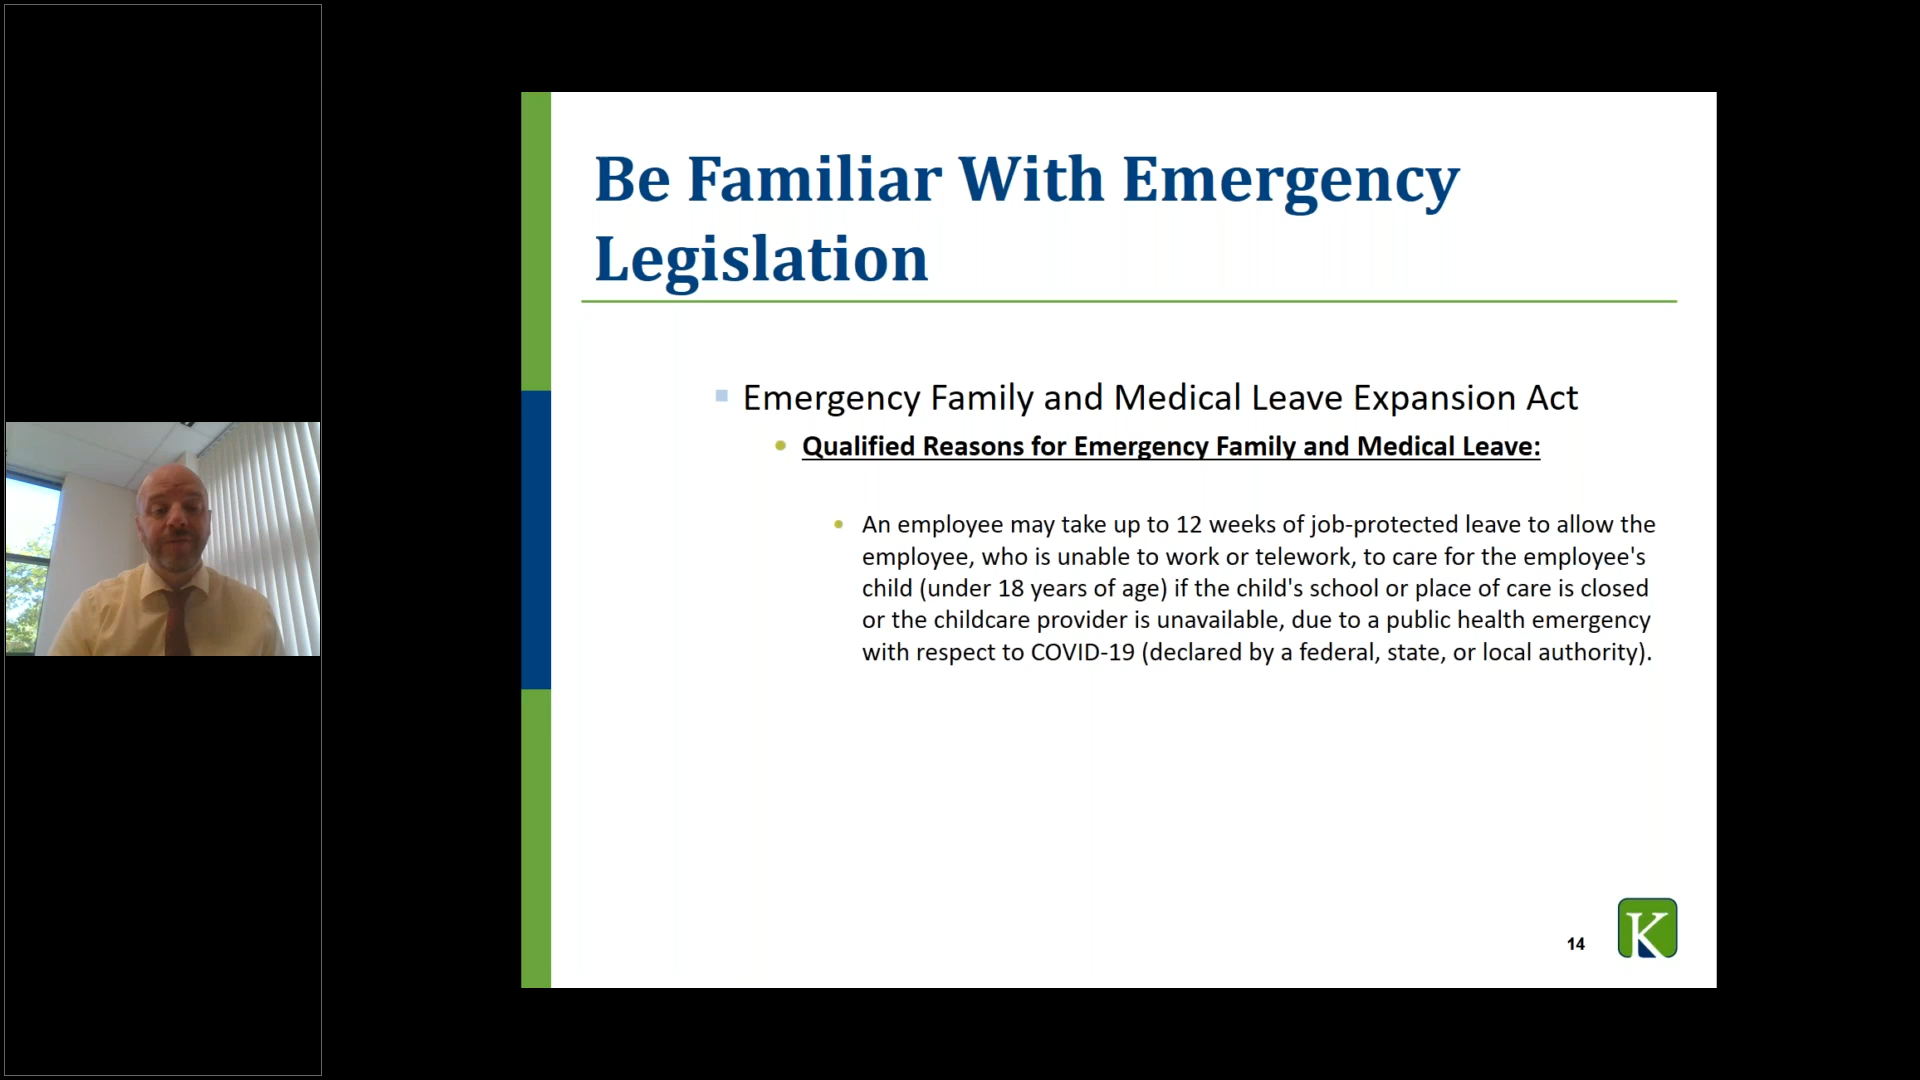 Be Familiar With Emergency
Legislation
Emergency Family and Medical Leave Expansion Act
Qualified Reasons for Emergency Family and Medical Leave:
An employee may take up to 12 weeks of job-protected leave to allow the
employee, who is unable to work or telework, to care for the employee's
child (under 18 years of age) if the child's school or place of care is closed
or the childcare provider is unavailable, due to a public health emergency
with respect to COVID-19 (declared by a federal, state, or local authority).
14
K